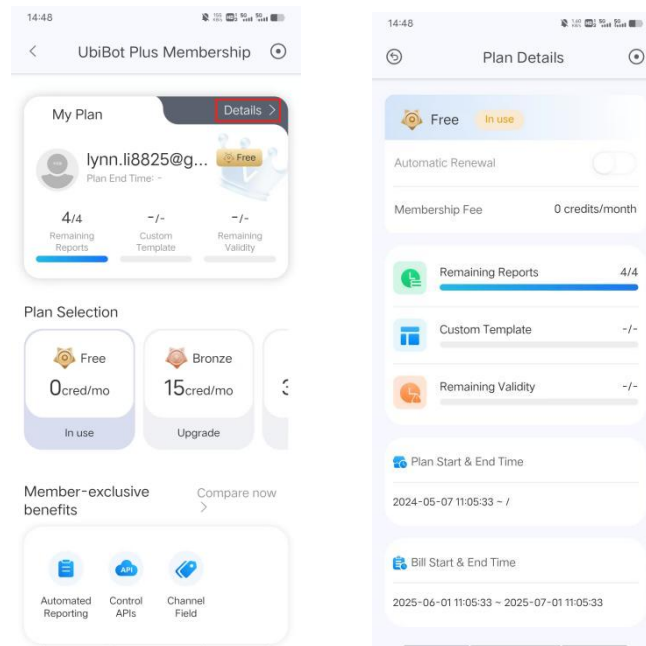 14:48
UbiBot Plus Membership
My Plan
Details >
lynn.li8825@g...
Free
Plan End Time: -
4/4
-/-
-/-
Remaining Reports
Custom Template
Remaining Validity
Plan Selection
Free
Bronze
0cred/mo
15cred/mo
In use
Upgrade
Member-exclusive benefits
Compare now >
API
Automated Reporting
Control APIs
Channel Field
14:48
Plan Details
Free
In use
Automatic Renewal
Membership Fee
0 credits/month
Remaining Reports
4/4
Custom Template
-/-
Remaining Validity
-/-
Plan Start & End Time
2024-05-07 11:05:33 ~ /
Bill Start & End Time
2025-06-01 11:05:33 ~ 2025-07-01 11:05:33